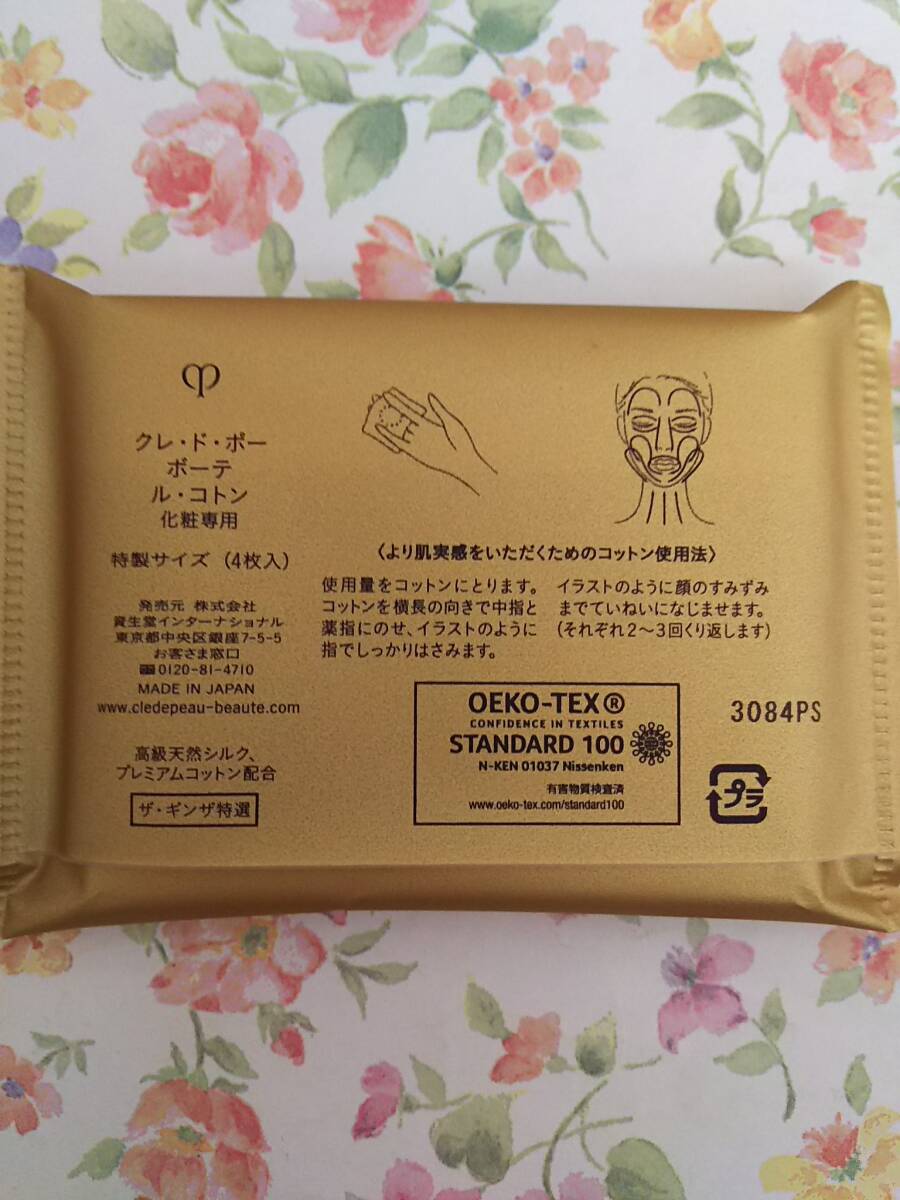 クレ・ド・ポー
ボーテ
ル・コトン
化粧専用
特製サイズ (4枚入)
発売元 株式会社
資生堂インターナショナル
東京都中央区銀座7-5-5
お客さま窓口
0120-81-4710
MADE IN JAPAN
www.cledepeau-beaute.com
高級天然シルク、
プレミアムコットン配合
ザ・ギンザ特選
〈より肌実感をいただくためのコットン使用法〉
使用量をコットンにとります。
コットンを横長の向きで中指と
薬指にのせ、イラストのように
指でしっかりはさみます。
イラストのように顔のすみずみ
までていねいになじませます。
(それぞれ2〜3回くり返します)
OEKO-TEX®
CONFIDENCE IN TEXTILES
STANDARD 100
N-KEN 01037 Nissenken
有害物質検査済
www.oeko-tex.com/standard100
3084PS
プラ